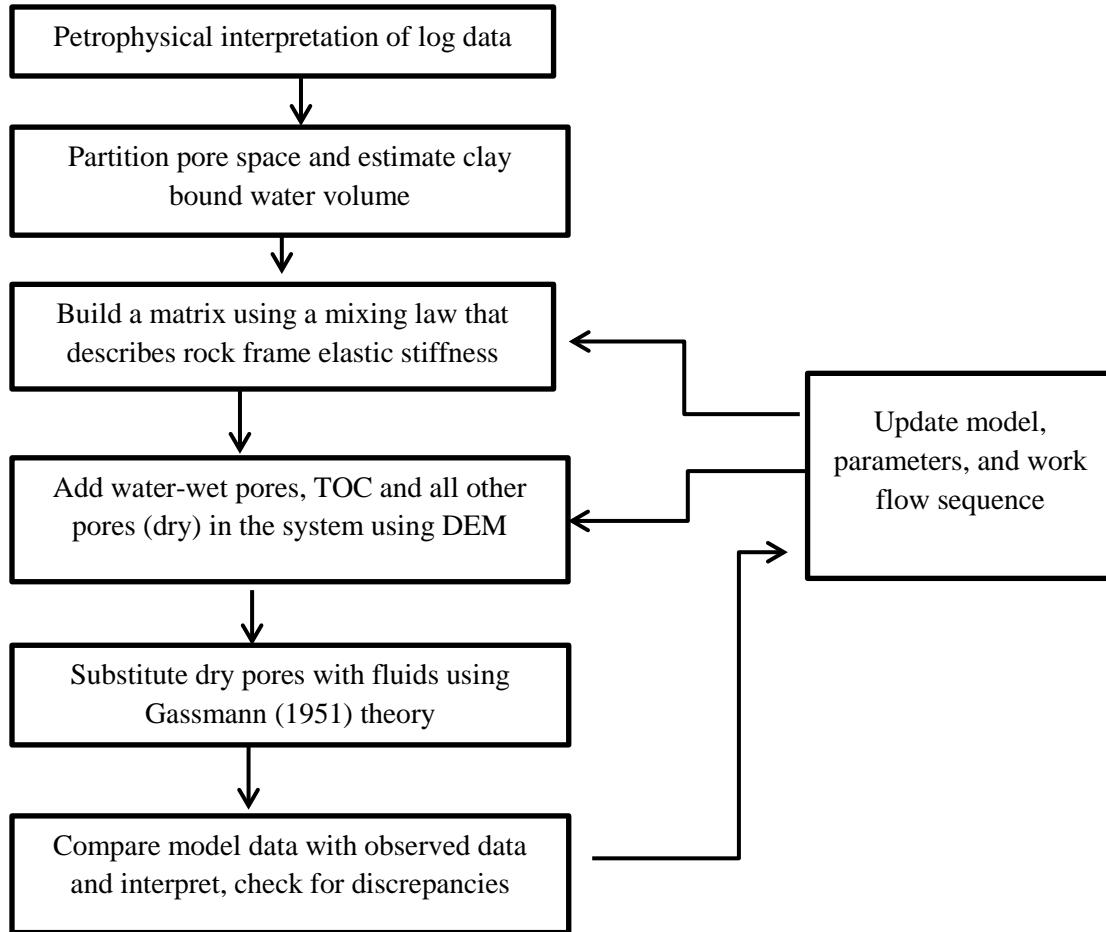 Petrophysical interpretation of log data
Partition pore space and estimate clay
bound water volume
Build a matrix using a mixing law that
describes rock frame elastic stiffness
Add water-wet pores, TOC and all other
pores (dry) in the system using DEM
Substitute dry pores with fluids using
Gassmann (1951) theory
Compare model data with observed data
and interpret, check for discrepancies
Update model,
parameters, and work
flow sequence